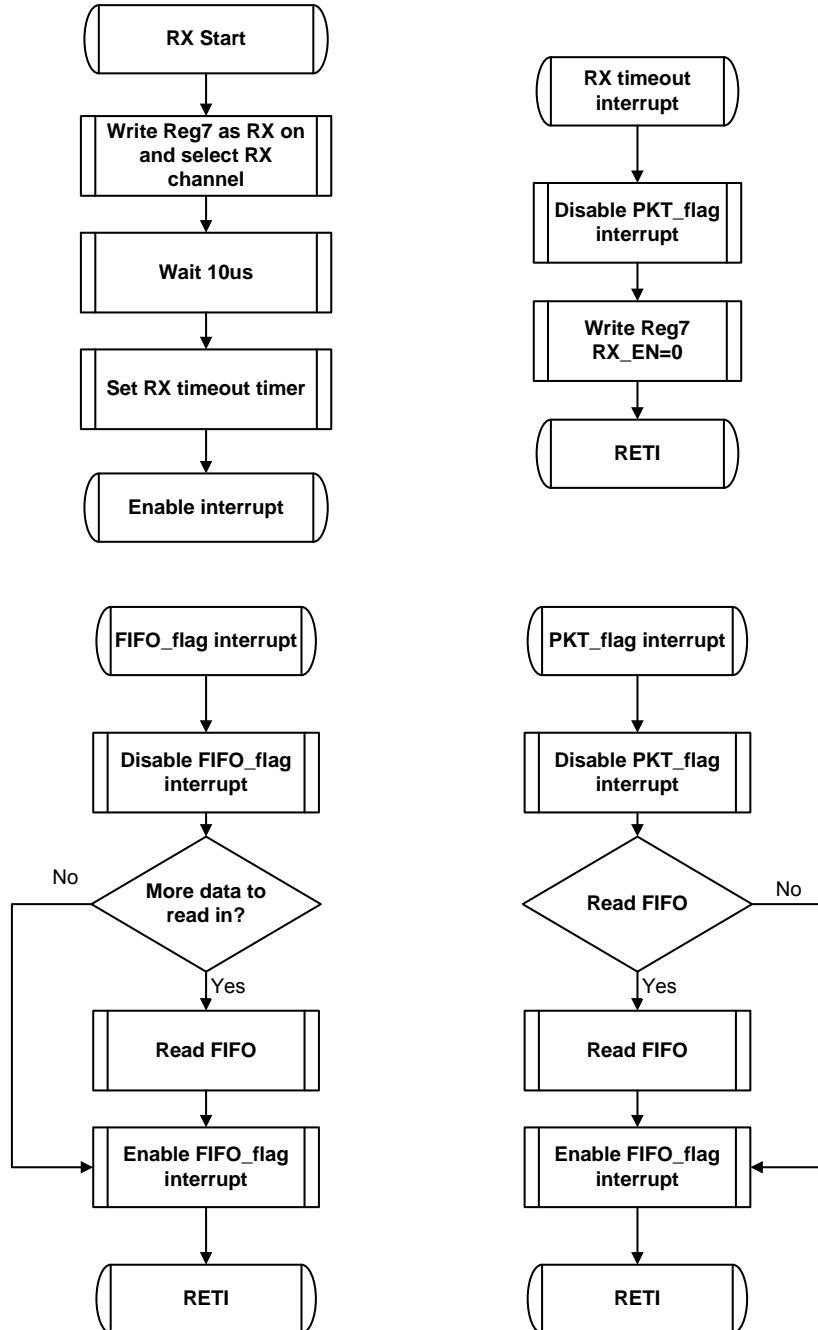 RX Start
Write Reg7 as RX on
and select RX
channel
Wait 10us
Set RX timeout timer
Enable interrupt
RX timeout
interrupt
Disable PKT_flag
interrupt
Write Reg7
RX_EN=0
RETI
FIFO_flag interrupt
Disable FIFO_flag
interrupt
No
More data to
read in?
Yes
Read FIFO
Enable FIFO_flag
interrupt
RETI
PKT_flag interrupt
Disable PKT_flag
interrupt
Read FIFO
No
Yes
Read FIFO
Enable FIFO_flag
interrupt
RETI